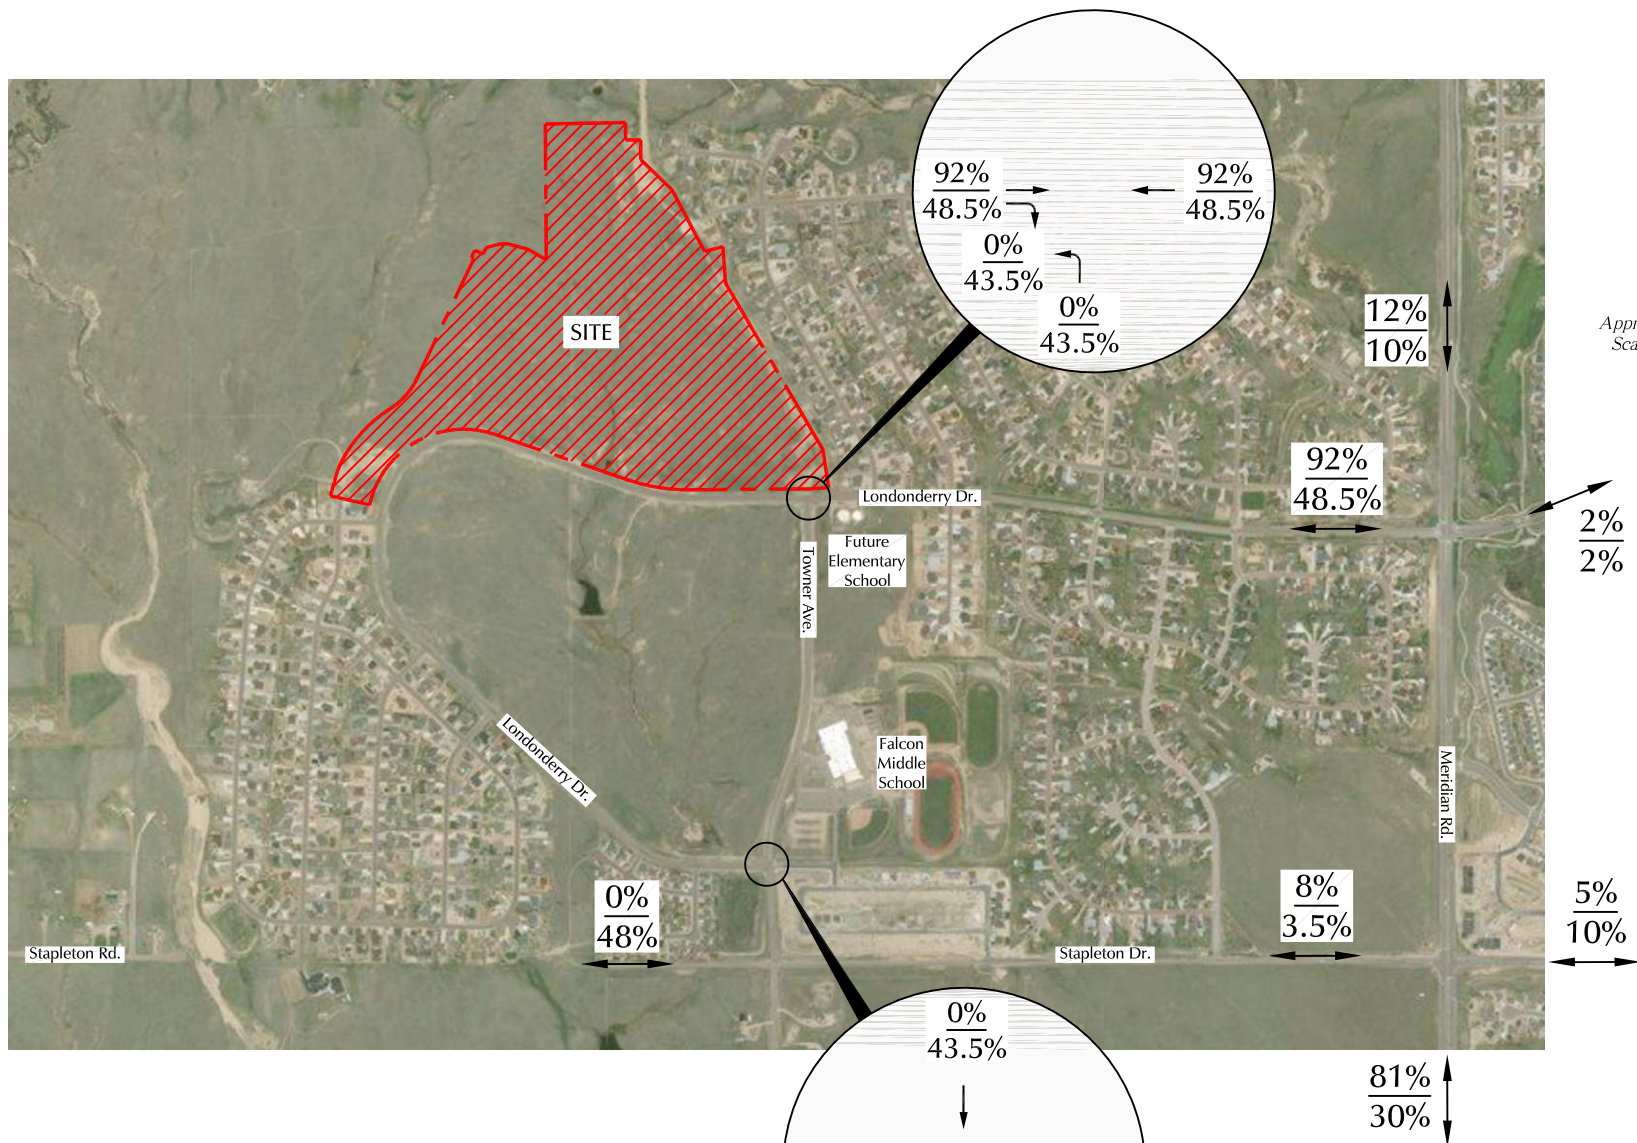 92%
48.5%
92%
48.5%
0%
43.5%
0%
43.5%
SITE
12%
10%
92%
48.5%
Londonderry Dr.
2%
2%
Future
Elementary
School
Towner Ave.
Londonderry Dr.
Falcon
Middle
School
Meridian Rd.
0%
48%
8%
3.5%
5%
10%
Stapleton Rd.
Stapleton Dr.
0%
43.5%
81%
30%